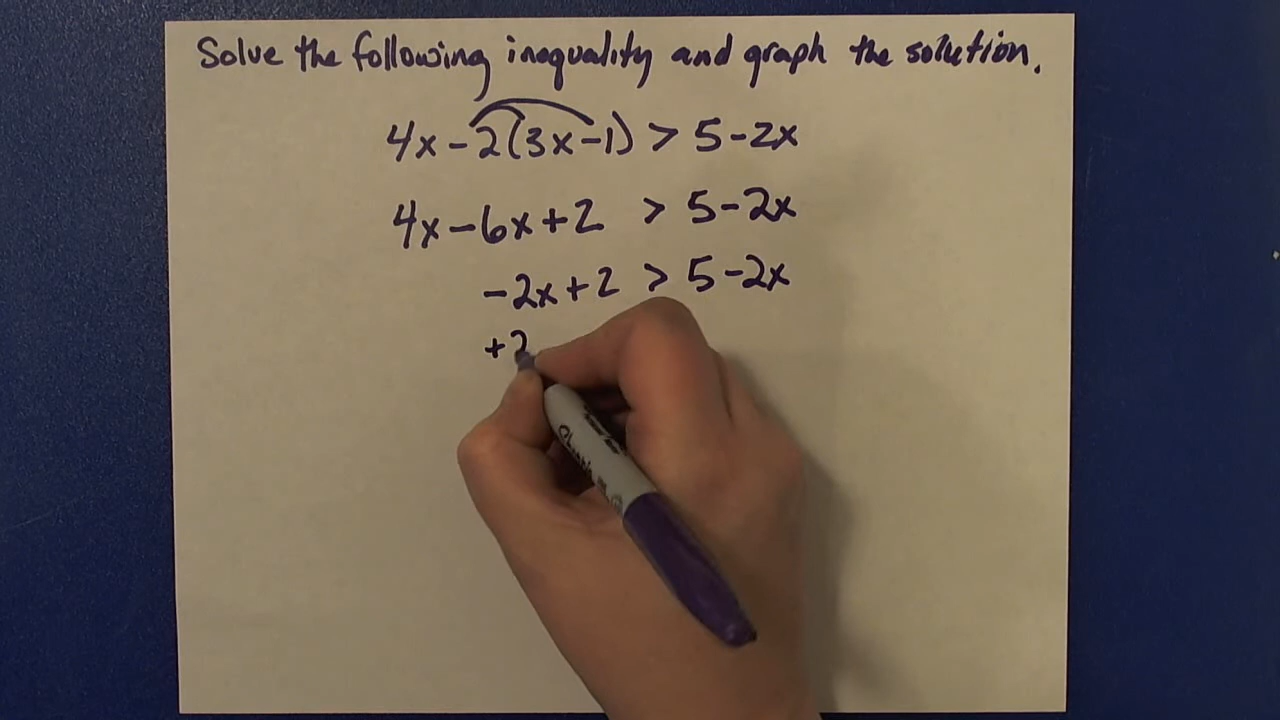 Solve the following inequality and graph the solution.
4x-2(3x-1) > 5-2x
4x-6x+2 > 5-2x
-2x+2 > 5-2x
+2